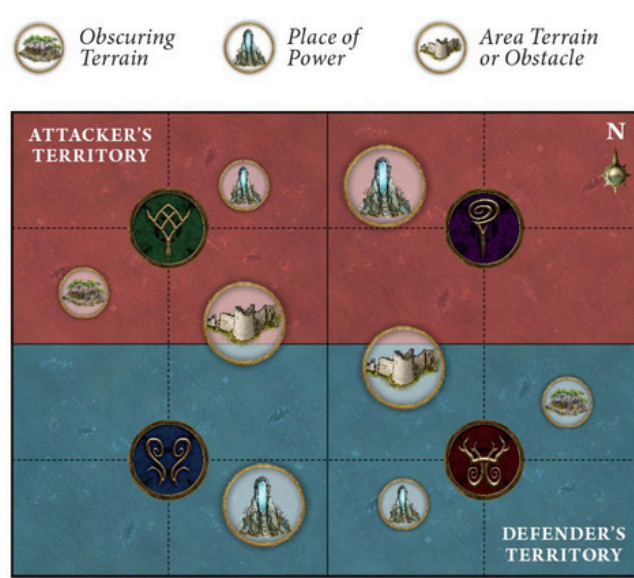 Obscuring
Terrain
Place of
Power
Area Terrain
or Obstacle
ATTACKER'S
TERRITORY
N
DEFENDER'S
TERRITORY